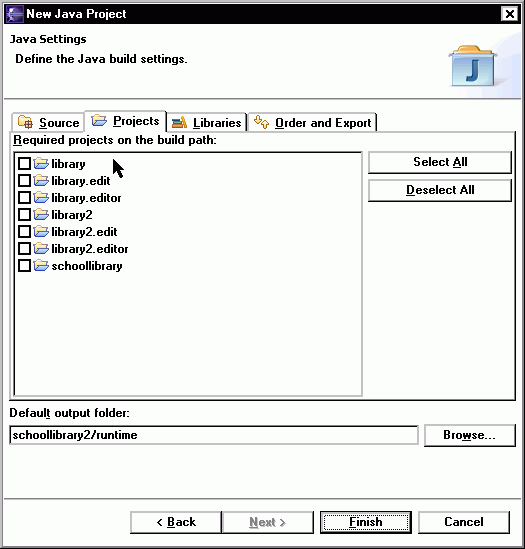 New Java Project
Java Settings
Define the Java build settings.
J
Source Projects Libraries Order and Export
Required projects on the build path:
library
library.edit
library.editor
library2
library2.edit
library2.editor
schoollibrary
Select All
Deselect All
Default output folder:
schoollibrary2/runtime
Browse...
< Back
Next >
Finish
Cancel